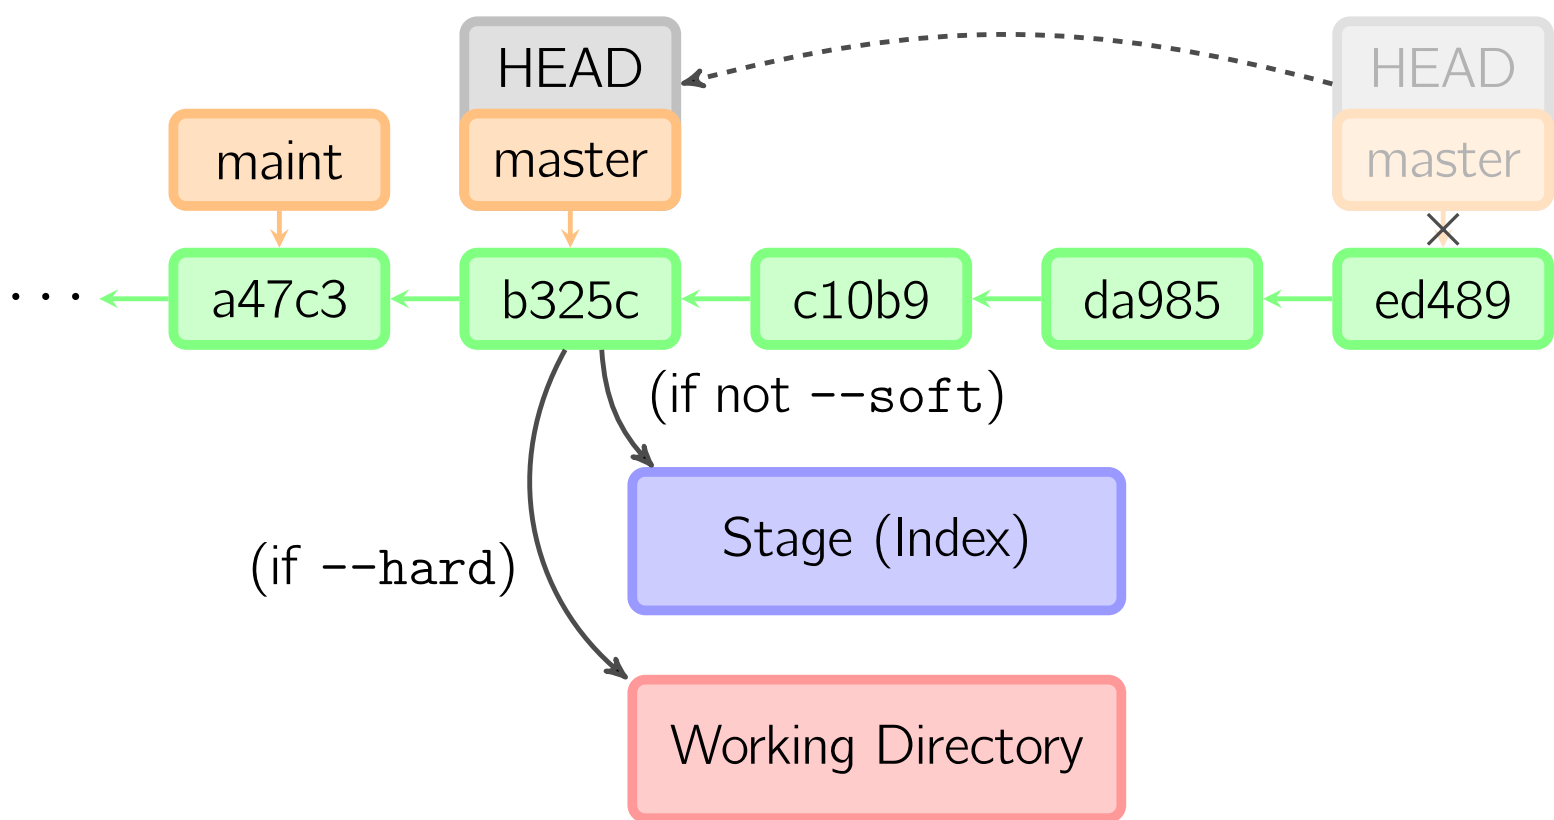 HEAD
HEAD
maint
master
master
...
a47c3
b325c
c10b9
da985
ed489
(if not --soft)
Stage (Index)
(if --hard)
Working Directory